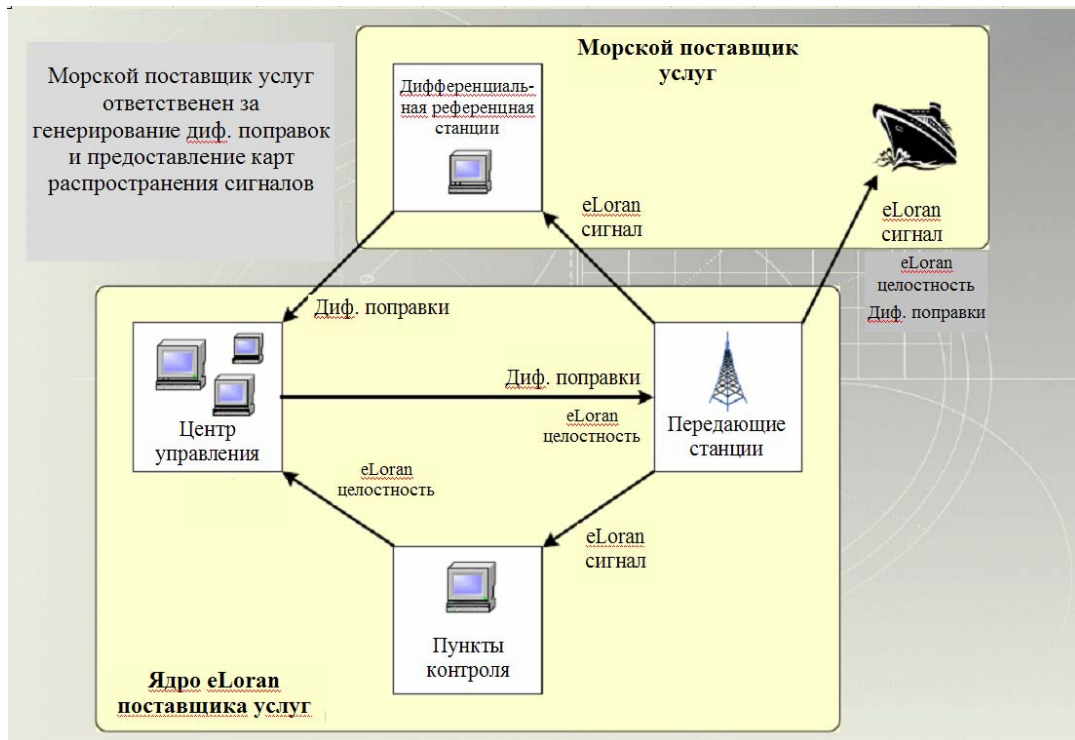 Морской поставщик услуг
ответственен за
генерирование диф. поправок
и предоставление карт
распространения сигналов
Морской поставщик
услуг
Дифференциаль-
ная референцная
станции
eLoran
сигнал
eLoran
сигнал
eLoran
целостность
Диф. поправки
Диф. поправки
Центр
управления
Диф. поправки
eLoran
целостность
Передающие
станции
eLoran
целостность
eLoran
сигнал
Пункты
контроля
Ядро eLoran
поставщика услуг